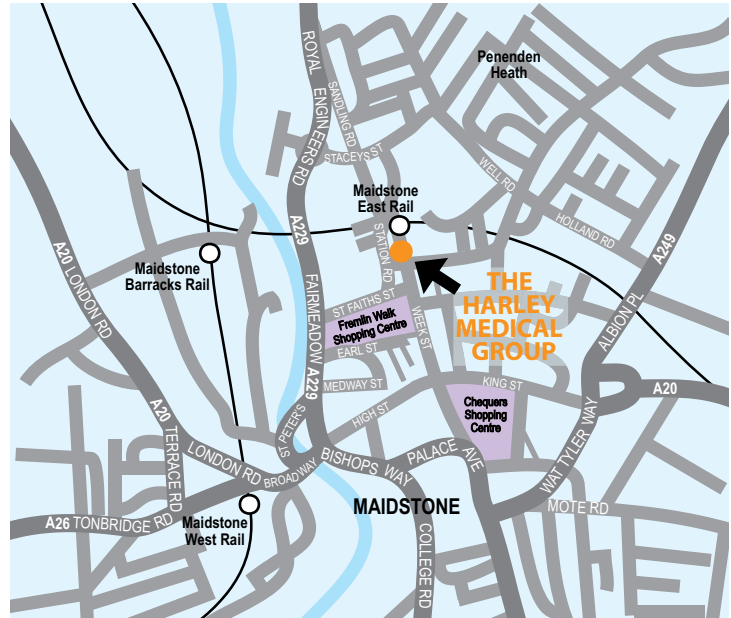 ROYAL
ENGINEERS RD
SANDLING RD
Penenden
Heath
STACEYS ST
WELL RD
Maidstone
East Rail
HOLLAND RD
A249
A229
STATION RD
A20
LONDON RD
Maidstone
Barracks Rail
FAIRMEADOW
ST FAITHS ST
THE
HARLEY
MEDICAL
GROUP
ALBION PL
Fremlin Walk
Shopping Centre
WEEK ST
EARL ST
A229
MEDWAY ST
KING ST
A20
Chequers
Shopping
Centre
A20
TERRACE RD
ST. PETER'S
HIGH ST
WAT TYLER WAY
LONDON RD
BROADWAY
BISHOPS WAY
PALACE AVE
MAIDSTONE
MOTE RD
A26 TONBRIDGE RD
Maidstone
West Rail
COLLEGE RD